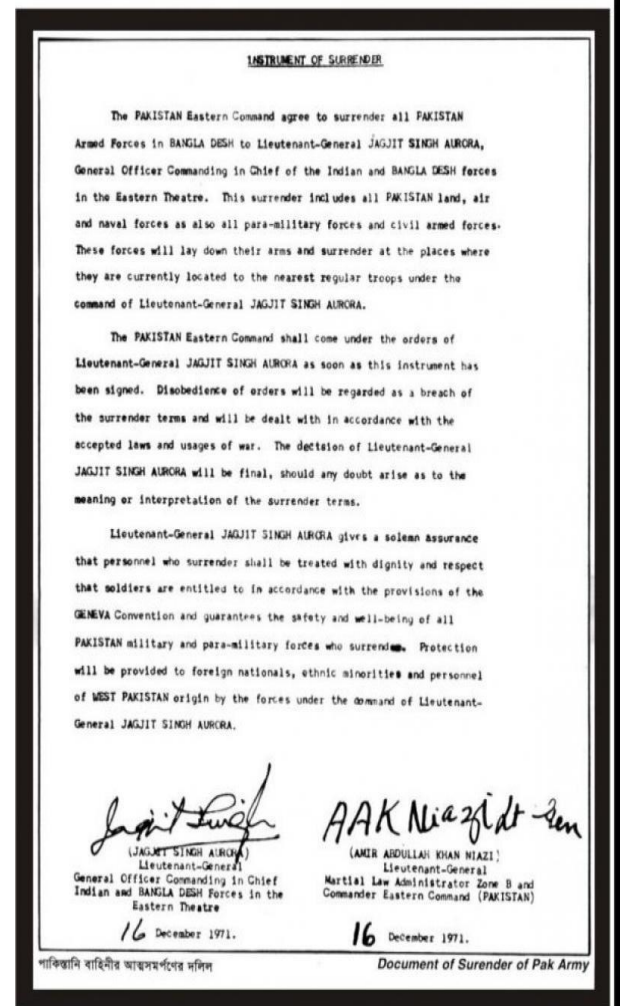 INSTRUMENT OF SURRENDER
The PAKISTAN Eastern Command agree to surrender all PAKISTAN
Armed Forces in BANGLA DESH to Lieutenant-General JAGJIT SINGH AURORA,
General Officer Commanding in Chief of the Indian and BANGLA DESH forces
in the Eastern Theatre. This surrender includes all PAKISTAN land, air
and naval forces as also all para-military forces and civil armed forces.
These forces will lay down their arms and surrender at the places where
they are currently located to the nearest regular troops under the
command of Lieutenant-General JAGJIT SINGH AURORA.
The PAKISTAN Eastern Command shall come under the orders of
Lieutenant-General JAGJIT SINGH AURORA as soon as this instrument has
been signed. Disobedience of orders will be regarded as a breach of
the surrender terms and will be dealt with in accordance with the
accepted laws and usages of war. The decision of Lieutenant-General
JAGJIT SINGH AURORA will be final, should any doubt arise as to the
meaning or interpretation of the surrender terms.
Lieutenant-General JAGJIT SINGH AURORA gives a solemn assurance
that personnel who surrender shall be treated with dignity and respect
that soldiers are entitled to in accordance with the provisions of the
GENEVA Convention and guarantees the safety and well-being of all
PAKISTAN military and para-military forces who surrender. Protection
will be provided to foreign nationals, ethnic minorities and personnel
of WEST PAKISTAN origin by the forces under the command of Lieutenant-
General JAGJIT SINGH AURORA.
Jagjit Singh
(JAGJIT SINGH AURORA)
Lieutenant-General
General Officer Commanding in Chief
Indian and BANGLA DESH Forces in the
Eastern Theatre
16 December 1971.
AAK Niazi Lt Gen
(AMIR ABDULLAH KHAN NIAZI)
Lieutenant-General
Martial Law Administrator Zone B and
Commander Eastern Command (PAKISTAN)
16 December 1971.
পাকিস্তানি বাহিনীর আত্মসমর্পণের দলিল
Document of Surender of Pak Army